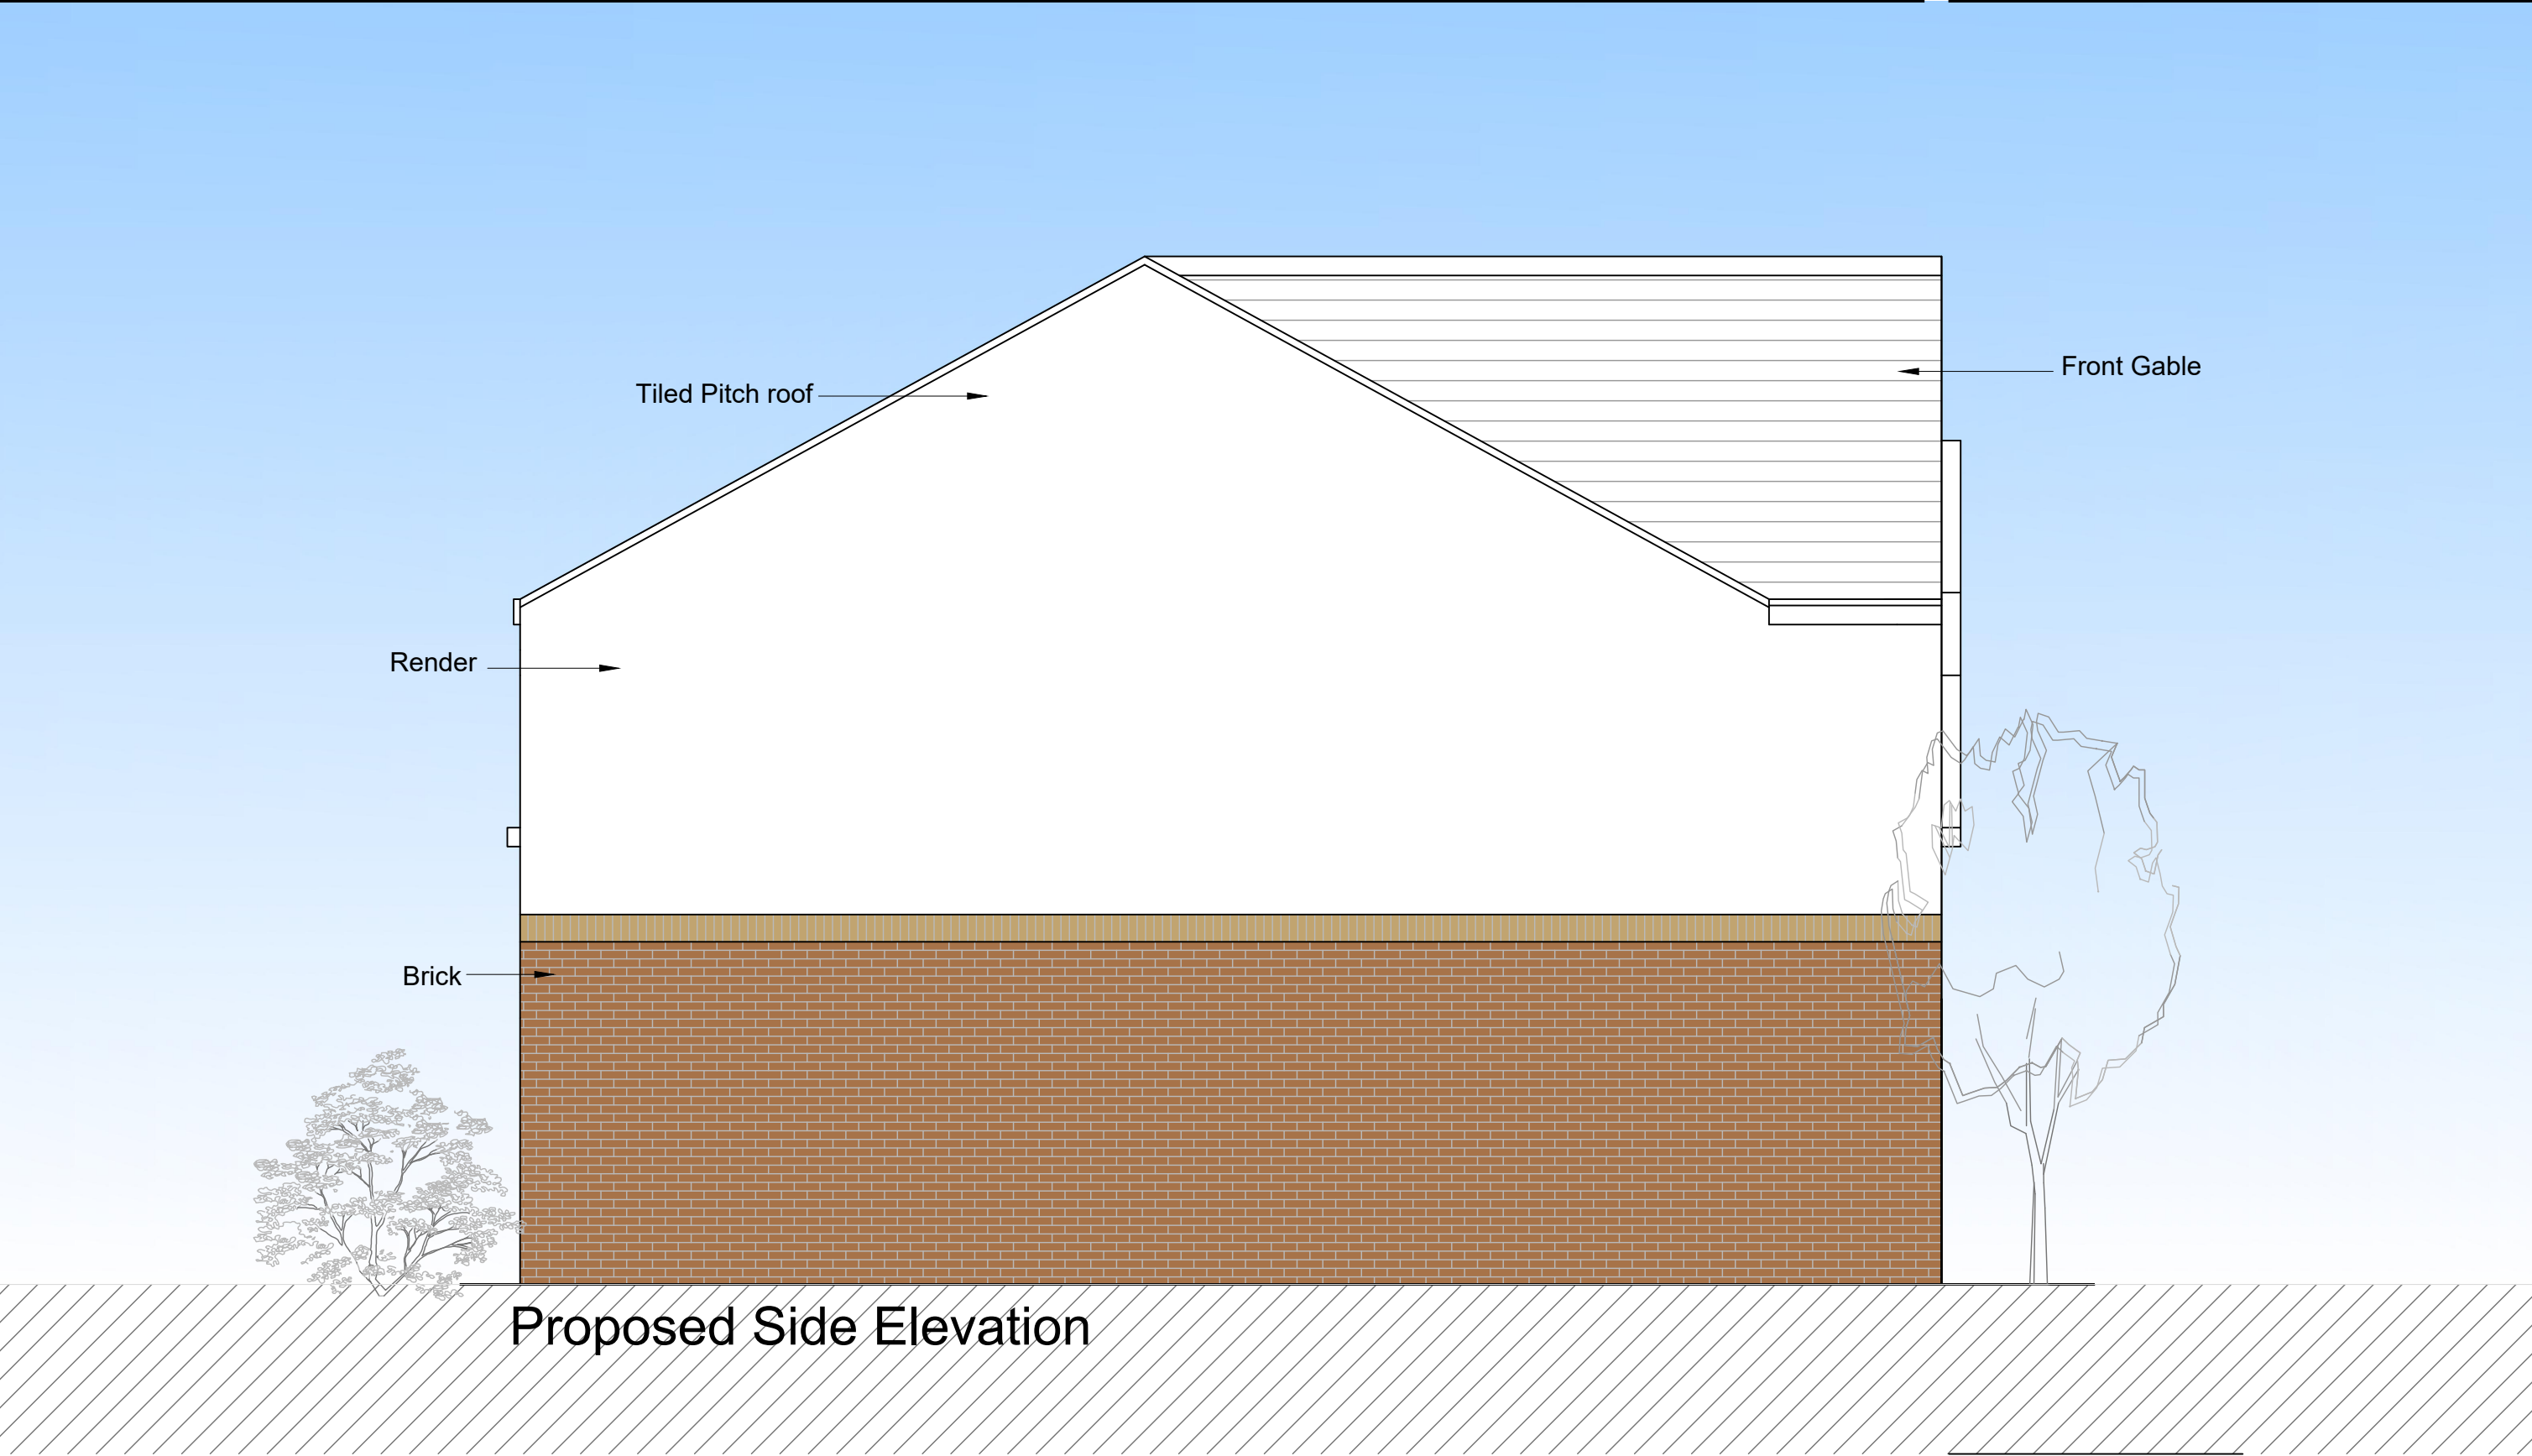 Front Gable
Tiled Pitch roof
Render
Brick
Proposed Side Elevation